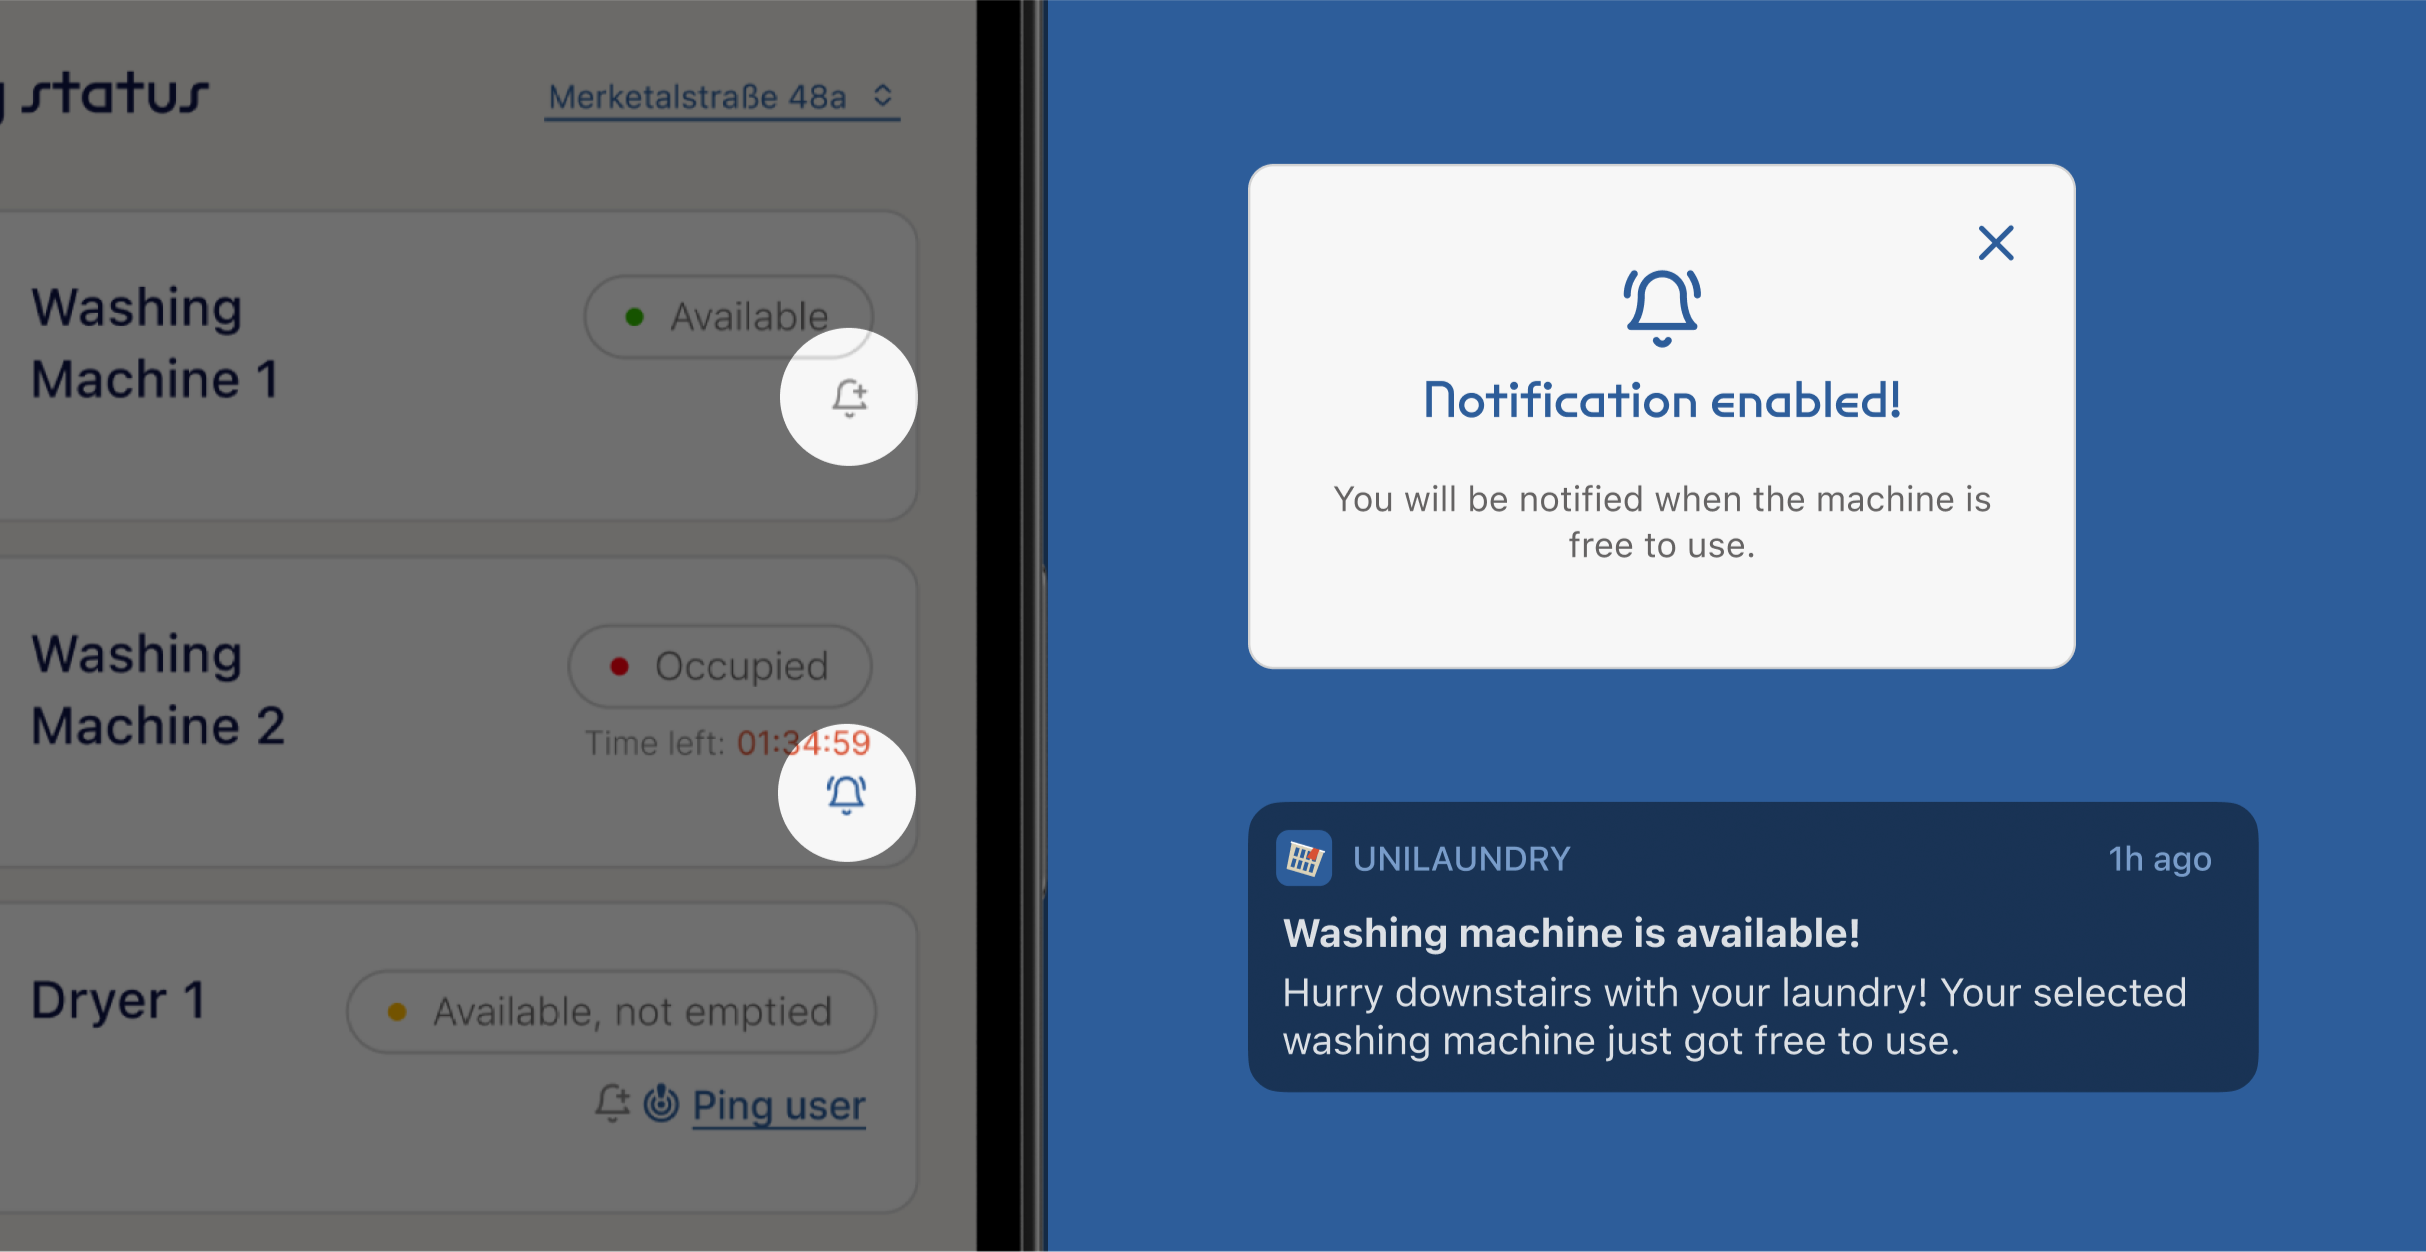 status
Merketalstraße 48a
Washing
Machine 1
Available
Washing
Machine 2
Occupied
Time left: 01:34:59
Dryer 1
Available, not emptied
Ping user
Notification enabled!
You will be notified when the machine is
free to use.
UNILAUNDRY
1h ago
Washing machine is available!
Hurry downstairs with your laundry! Your selected
washing machine just got free to use.